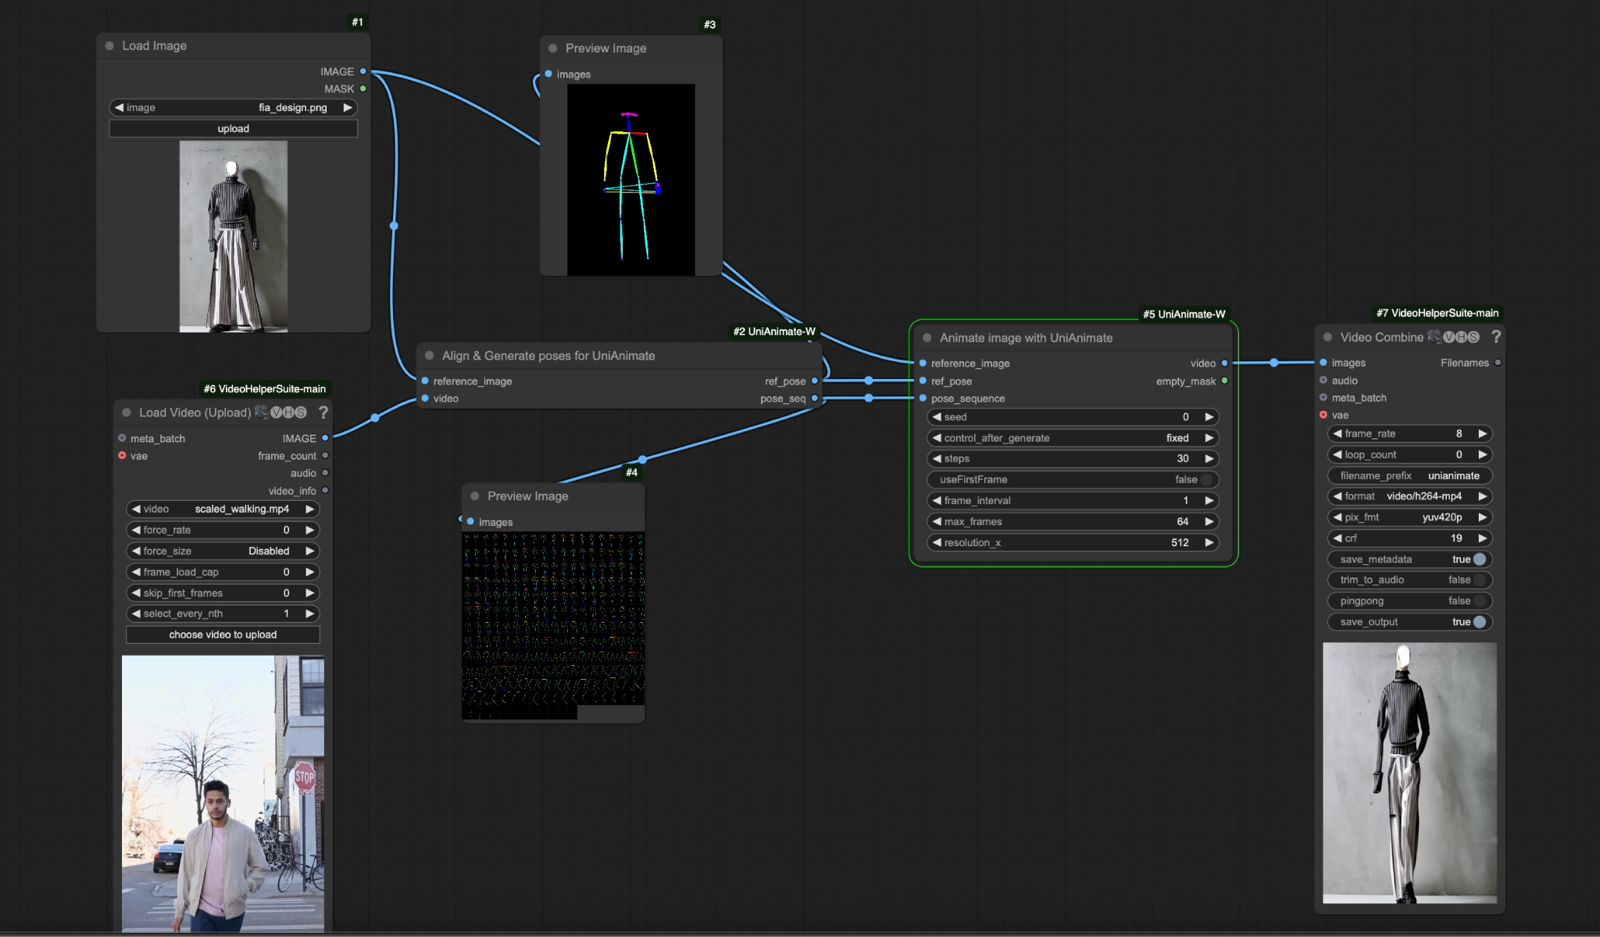 #1
Load Image
IMAGE
MASK
image fia_design.png
upload
#3
Preview Image
images
#2 UniAnimate-W
Align & Generate poses for UniAnimate
reference_image ref_pose
video pose_seq
#6 VideoHelperSuite-main
Load Video (Upload) VHS ?
meta_batch IMAGE
vae frame_count
audio
video_info
video scaled_walking.mp4
force_rate 0
force_size Disabled
frame_load_cap 0
skip_first_frames 0
select_every_nth 1
choose video to upload
STOP
#4
Preview Image
images
#5 UniAnimate-W
Animate image with UniAnimate
reference_image video
ref_pose empty_mask
pose_sequence
seed 0
control_after_generate fixed
steps 30
useFirstFrame false
frame_interval 1
max_frames 64
resolution_x 512
#7 VideoHelperSuite-main
Video Combine VHS ?
images Filenames
audio
meta_batch
vae
frame_rate 8
loop_count 0
filename_prefix unianimate
format video/h264-mp4
pix_fmt yuv420p
crf 19
save_metadata true
trim_to_audio false
pingpong false
save_output true